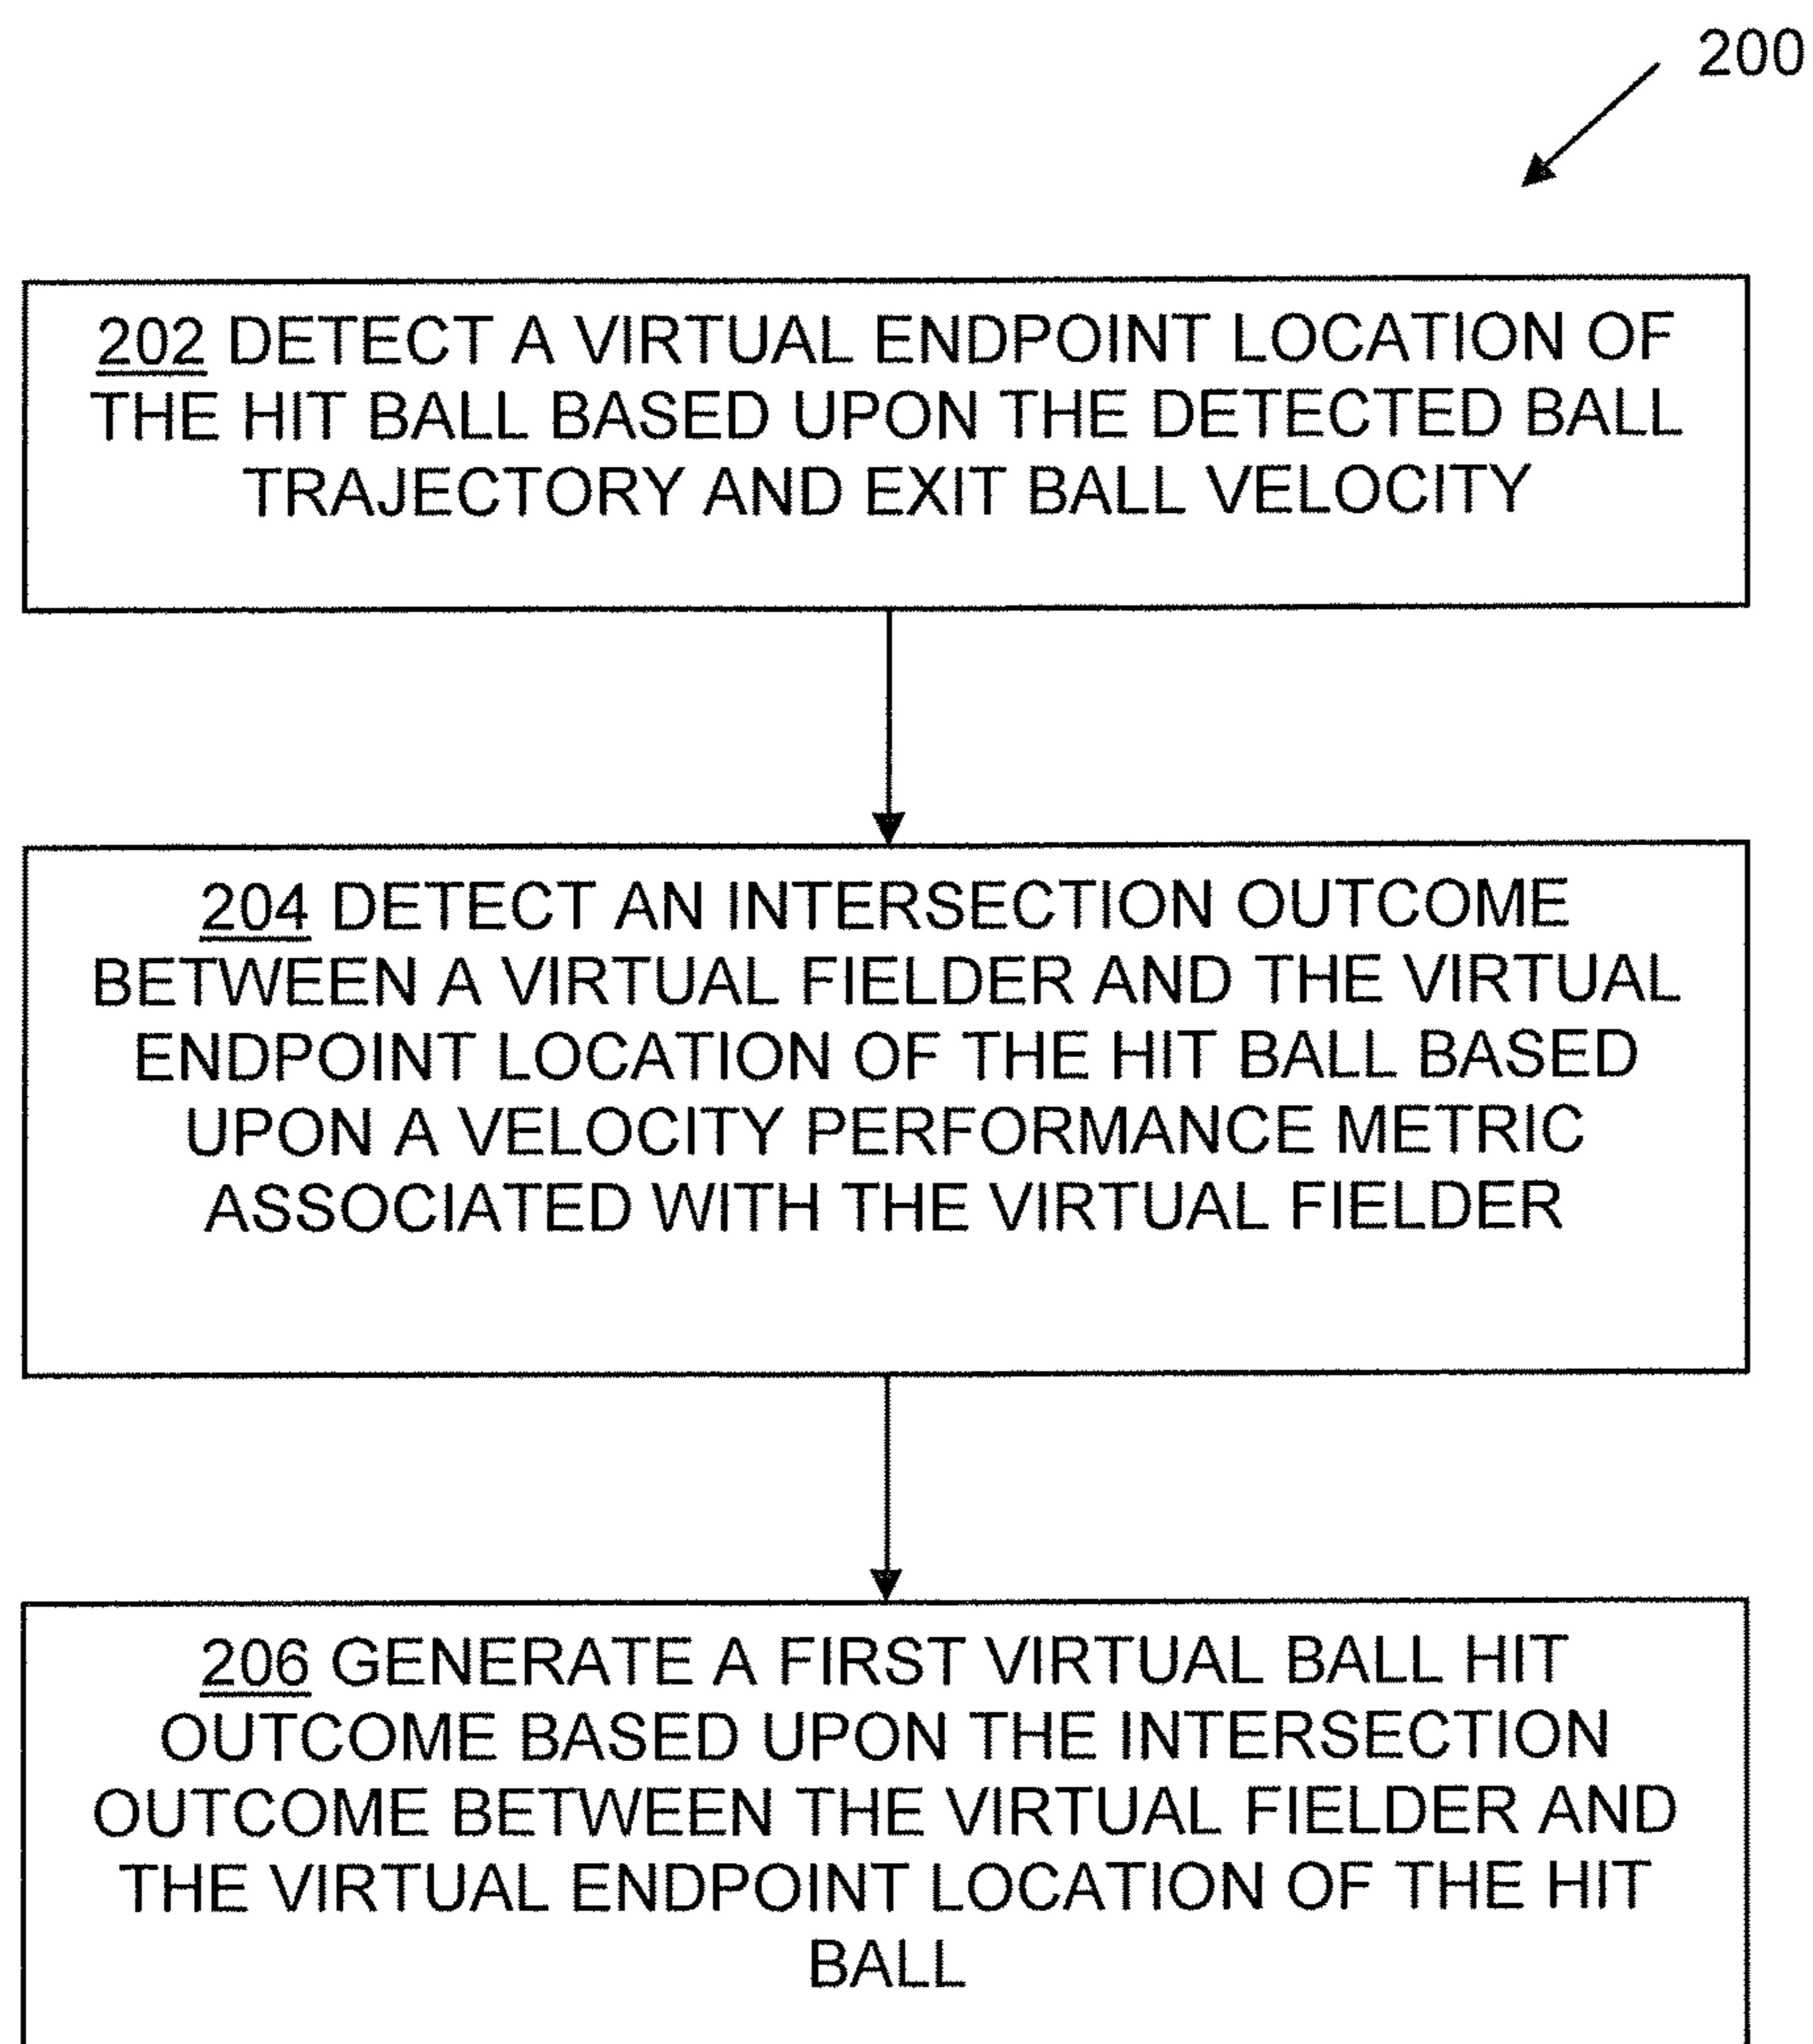 200
202 DETECT A VIRTUAL ENDPOINT LOCATION OF
THE HIT BALL BASED UPON THE DETECTED BALL
TRAJECTORY AND EXIT BALL VELOCITY
204 DETECT AN INTERSECTION OUTCOME
BETWEEN A VIRTUAL FIELDER AND THE VIRTUAL
ENDPOINT LOCATION OF THE HIT BALL BASED
UPON A VELOCITY PERFORMANCE METRIC
ASSOCIATED WITH THE VIRTUAL FIELDER
206 GENERATE A FIRST VIRTUAL BALL HIT
OUTCOME BASED UPON THE INTERSECTION
OUTCOME BETWEEN THE VIRTUAL FIELDER AND
THE VIRTUAL ENDPOINT LOCATION OF THE HIT
BALL